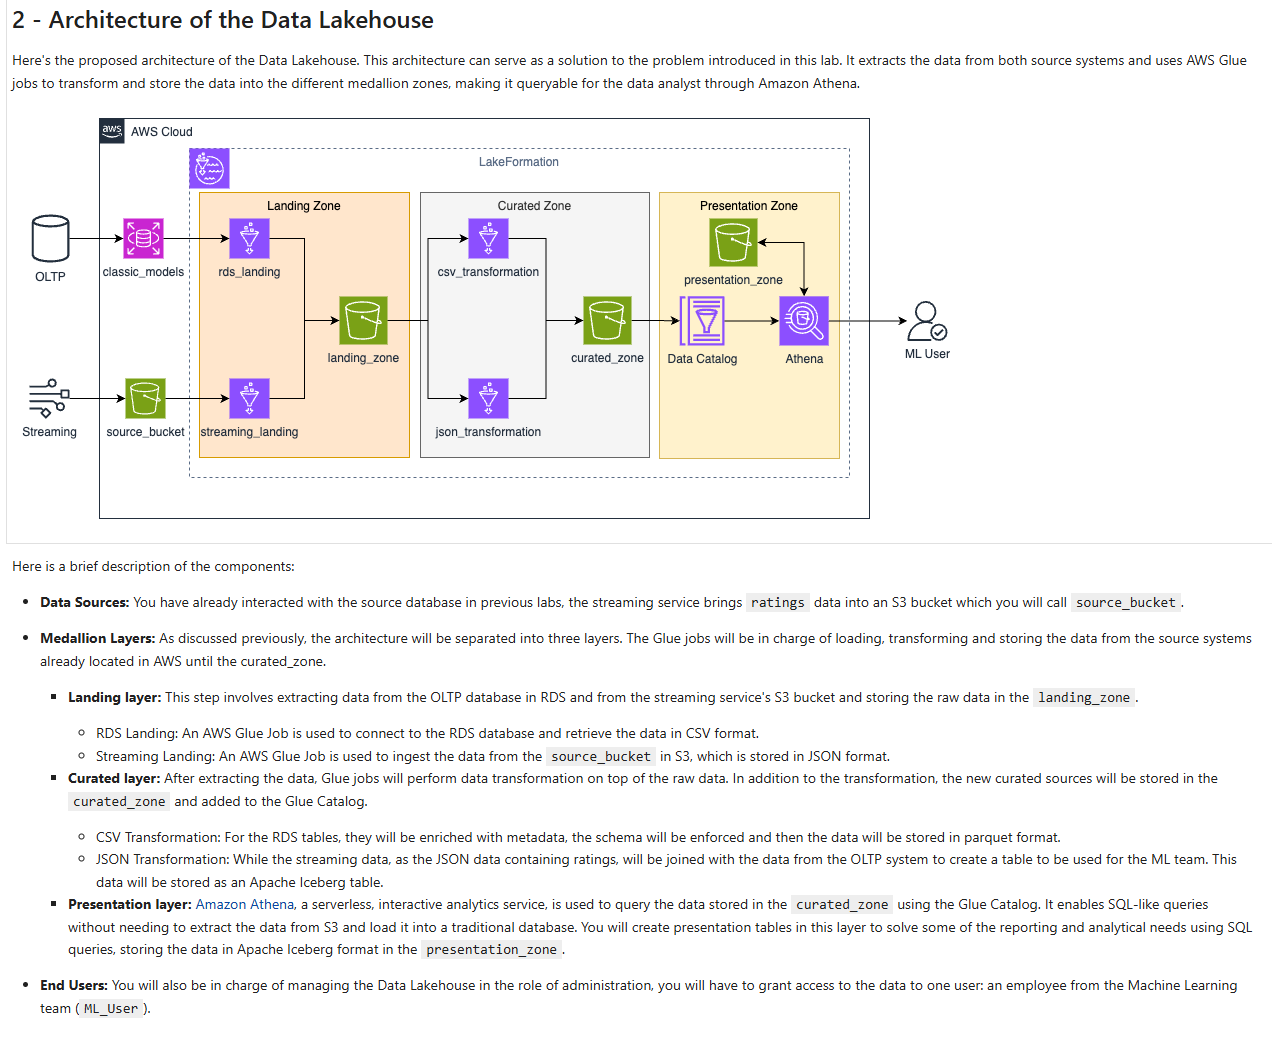 2 - Architecture of the Data Lakehouse
Here's the proposed architecture of the Data Lakehouse. This architecture can serve as a solution to the problem introduced in this lab. It extracts the data from both source systems and uses AWS Glue
jobs to transform and store the data into the different medallion zones, making it queryable for the data analyst through Amazon Athena.
aws AWS Cloud
LakeFormation
Landing Zone
Curated Zone
Presentation Zone
OLTP
classic_models
rds_landing
csv_transformation
presentation_zone
landing_zone
curated_zone
Data Catalog
Athena
ML User
Streaming
source_bucket
streaming_landing
json_transformation
Here is a brief description of the components:
• Data Sources: You have already interacted with the source database in previous labs, the streaming service brings ratings data into an S3 bucket which you will call source_bucket.
• Medallion Layers: As discussed previously, the architecture will be separated into three layers. The Glue jobs will be in charge of loading, transforming and storing the data from the source systems
already located in AWS until the curated_zone.
▪ Landing layer: This step involves extracting data from the OLTP database in RDS and from the streaming service's S3 bucket and storing the raw data in the landing_zone.
○ RDS Landing: An AWS Glue Job is used to connect to the RDS database and retrieve the data in CSV format.
○ Streaming Landing: An AWS Glue Job is used to ingest the data from the source_bucket in S3, which is stored in JSON format.
▪ Curated layer: After extracting the data, Glue jobs will perform data transformation on top of the raw data. In addition to the transformation, the new curated sources will be stored in the
curated_zone and added to the Glue Catalog.
○ CSV Transformation: For the RDS tables, they will be enriched with metadata, the schema will be enforced and then the data will be stored in parquet format.
○ JSON Transformation: While the streaming data, as the JSON data containing ratings, will be joined with the data from the OLTP system to create a table to be used for the ML team. This
data will be stored as an Apache Iceberg table.
▪ Presentation layer: Amazon Athena, a serverless, interactive analytics service, is used to query the data stored in the curated_zone using the Glue Catalog. It enables SQL-like queries
without needing to extract the data from S3 and load it into a traditional database. You will create presentation tables in this layer to solve some of the reporting and analytical needs using SQL
queries, storing the data in Apache Iceberg format in the presentation_zone.
• End Users: You will also be in charge of managing the Data Lakehouse in the role of administration, you will have to grant access to the data to one user: an employee from the Machine Learning
team (ML_User).